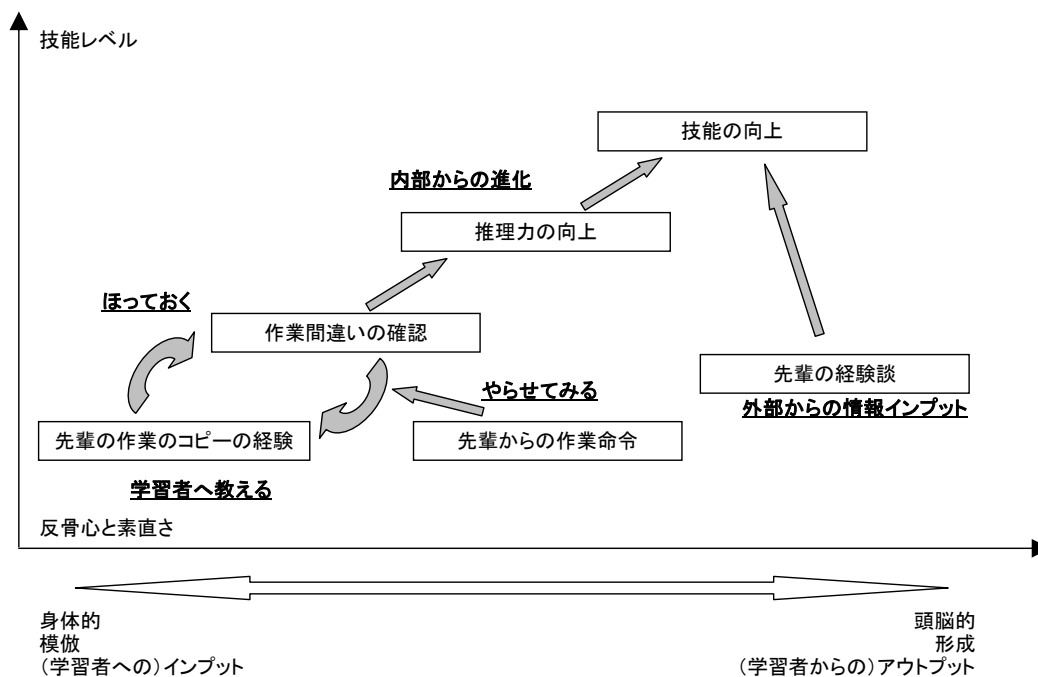 技能レベル
技能の向上
内部からの進化
推理力の向上
ほっておく
作業間違いの確認
先輩の経験談
やらせてみる
外部からの情報インプット
先輩の作業のコピーの経験
先輩からの作業命令
学習者へ教える
反骨心と素直さ
身体的
模倣
(学習者への)インプット
頭脳的
形成
(学習者からの)アウトプット